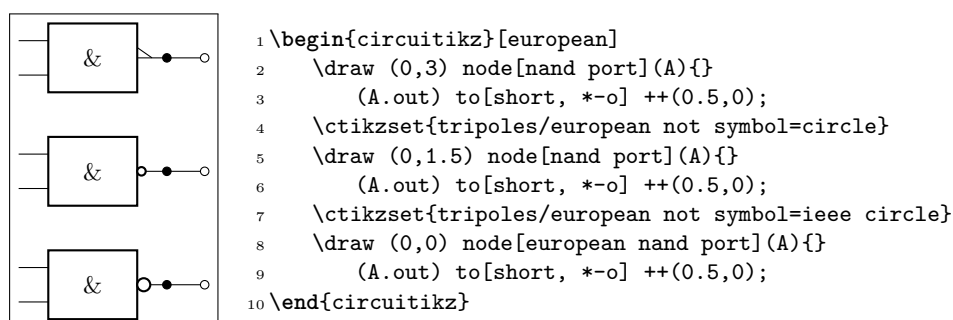 &
&
&
1 \begin{circuitikz}[european]
2     \draw (0,3) node[nand port](A){}
3         (A.out) to[short, *-o] ++(0.5,0);
4     \ctikzset{tripoles/european not symbol=circle}
5     \draw (0,1.5) node[nand port](A){}
6         (A.out) to[short, *-o] ++(0.5,0);
7     \ctikzset{tripoles/european not symbol=ieee circle}
8     \draw (0,0) node[european nand port](A){}
9         (A.out) to[short, *-o] ++(0.5,0);
10 \end{circuitikz}